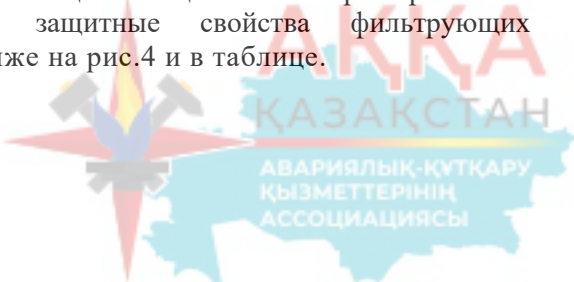 защитные свойства фильтрующих
же на рис.4 и в таблице.
АҚҚА
ҚАЗАҚСТАН
АВАРИЯЛЫҚ-ҚҰТҚАРУ
ҚЫЗМЕТТЕРІНІҢ
АССОЦИАЦИЯСЫ